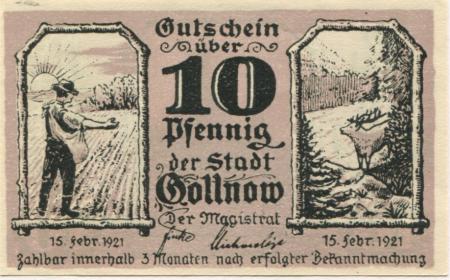 Gutschein
über
10
Pfennig
der Stadt
Gollnow
Der Magistrat
15. Febr. 1921
15. Febr. 1921
Zahlbar innerhalb 3 Monaten nach erfolgter Bekanntmachung